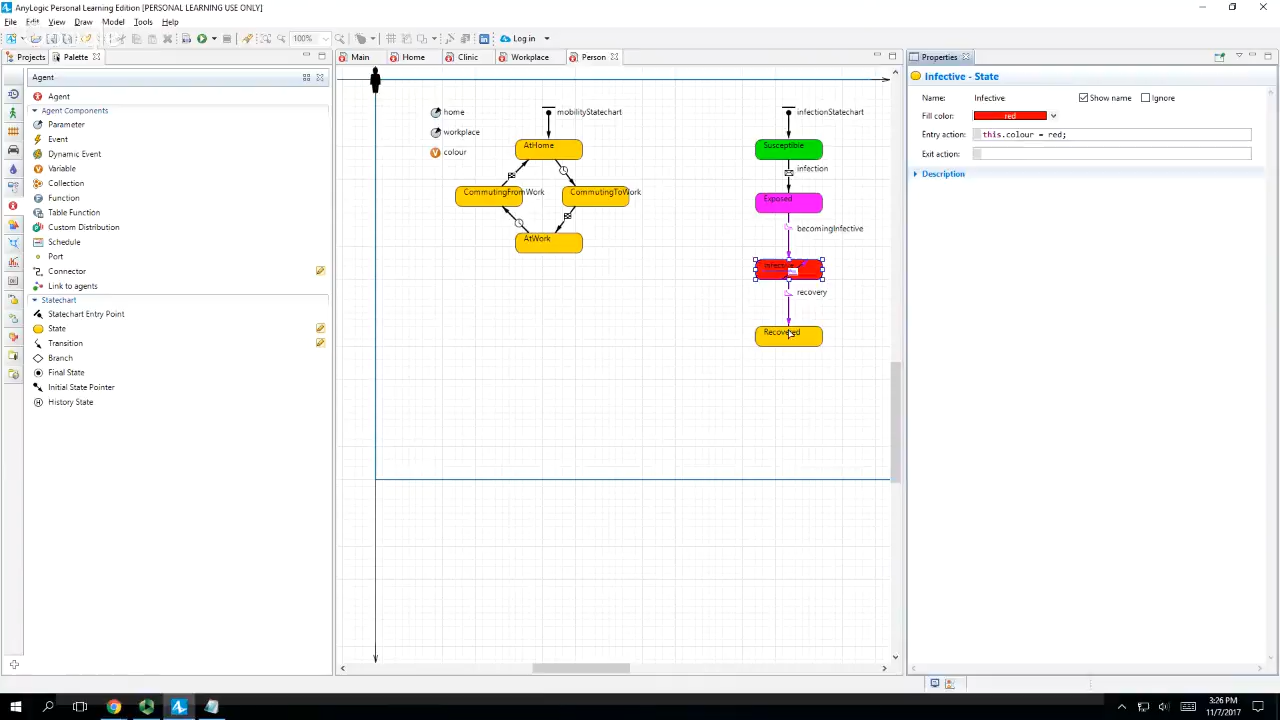 AnyLogic Personal Learning Edition [PERSONAL LEARNING USE ONLY]
File Edit View Draw Model Tools Help
100% Log in
Projects Palette Main Home Clinic Workplace Person Properties
Agent
Agent
Agent Components
Parameter
Event
Dynamic Event
Variable
Collection
Function
Table Function
Custom Distribution
Schedule
Port
Connector
Link to agents
Statechart
Statechart Entry Point
State
Transition
Branch
Final State
Initial State Pointer
History State
home
workplace
colour
mobilityStatechart
AtHome
CommutingFromWork
CommutingToWork
AtWork
infectionStatechart
Susceptible
infection
Exposed
becomingInfective
Infective
recovery
Recovered
Infective - State
Name: Infective Show name Ignore
Fill color: red
Entry action: this.colour = red;
Exit action:
Description
3:26 PM
11/7/2017